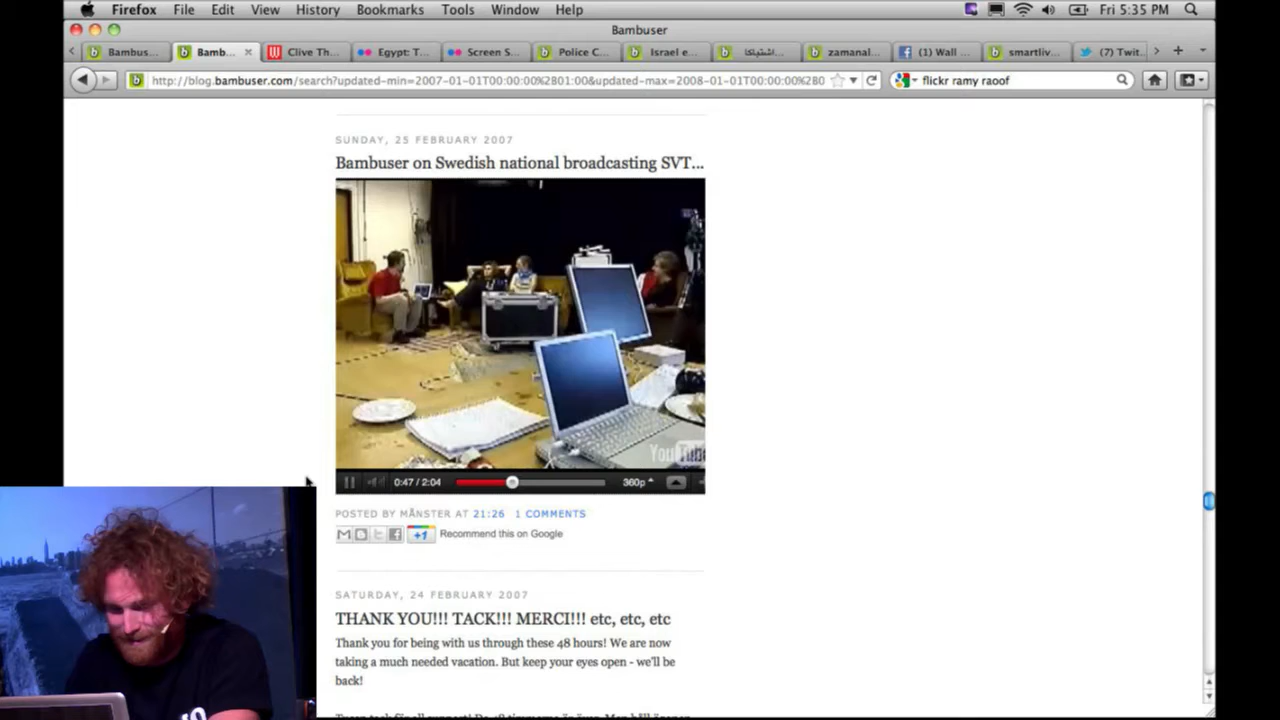 Firefox File Edit View History Bookmarks Tools Window Help Fri 5:35 PM
Bambuser
Bambus... Bamb... Clive Th... Egypt: T... Screen S... Police C... Israel e... اشتباكا... zamanal... (1) Wall ... smartliv... (7) Twit...
http://blog.bambuser.com/search?updated-min=2007-01-01T00:00:00%2B01:00&updated-max=2008-01-01T00:00:00%2B0
flickr ramy raoof
SUNDAY, 25 FEBRUARY 2007
Bambuser on Swedish national broadcasting SVT...
YouTube
0:47 / 2:04 360p
POSTED BY MÅNSTER AT 21:26 1 COMMENTS
+1 Recommend this on Google
SATURDAY, 24 FEBRUARY 2007
THANK YOU!!! TACK!!! MERCI!!! etc, etc, etc
Thank you for being with us through these 48 hours! We are now
taking a much needed vacation. But keep your eyes open - we'll be
back!